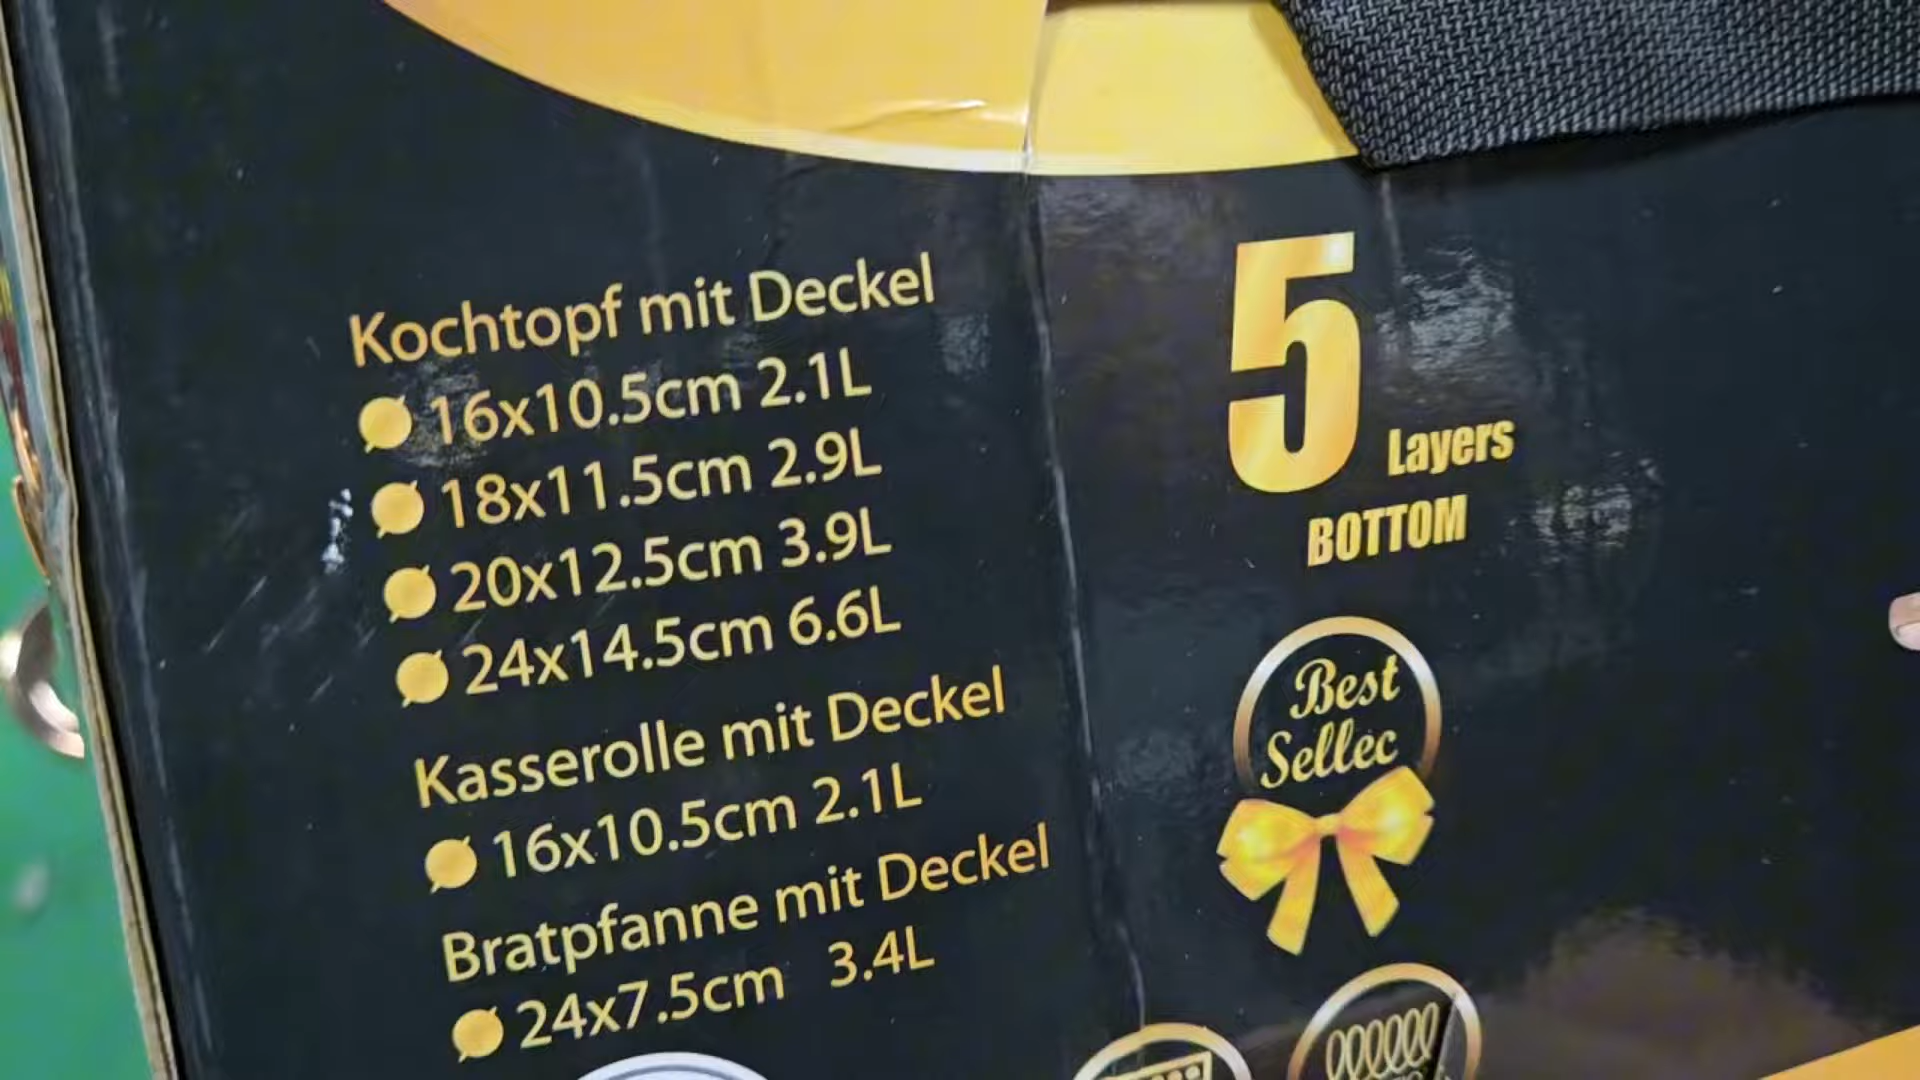 Kochtopf mit Deckel
16x10.5cm 2.1L
18x11.5cm 2.9L
20x12.5cm 3.9L
24x14.5cm 6.6L
Kasserolle mit Deckel
16x10.5cm 2.1L
Bratpfanne mit Deckel
24x7.5cm 3.4L
5
Layers
BOTTOM
Best
Sellec